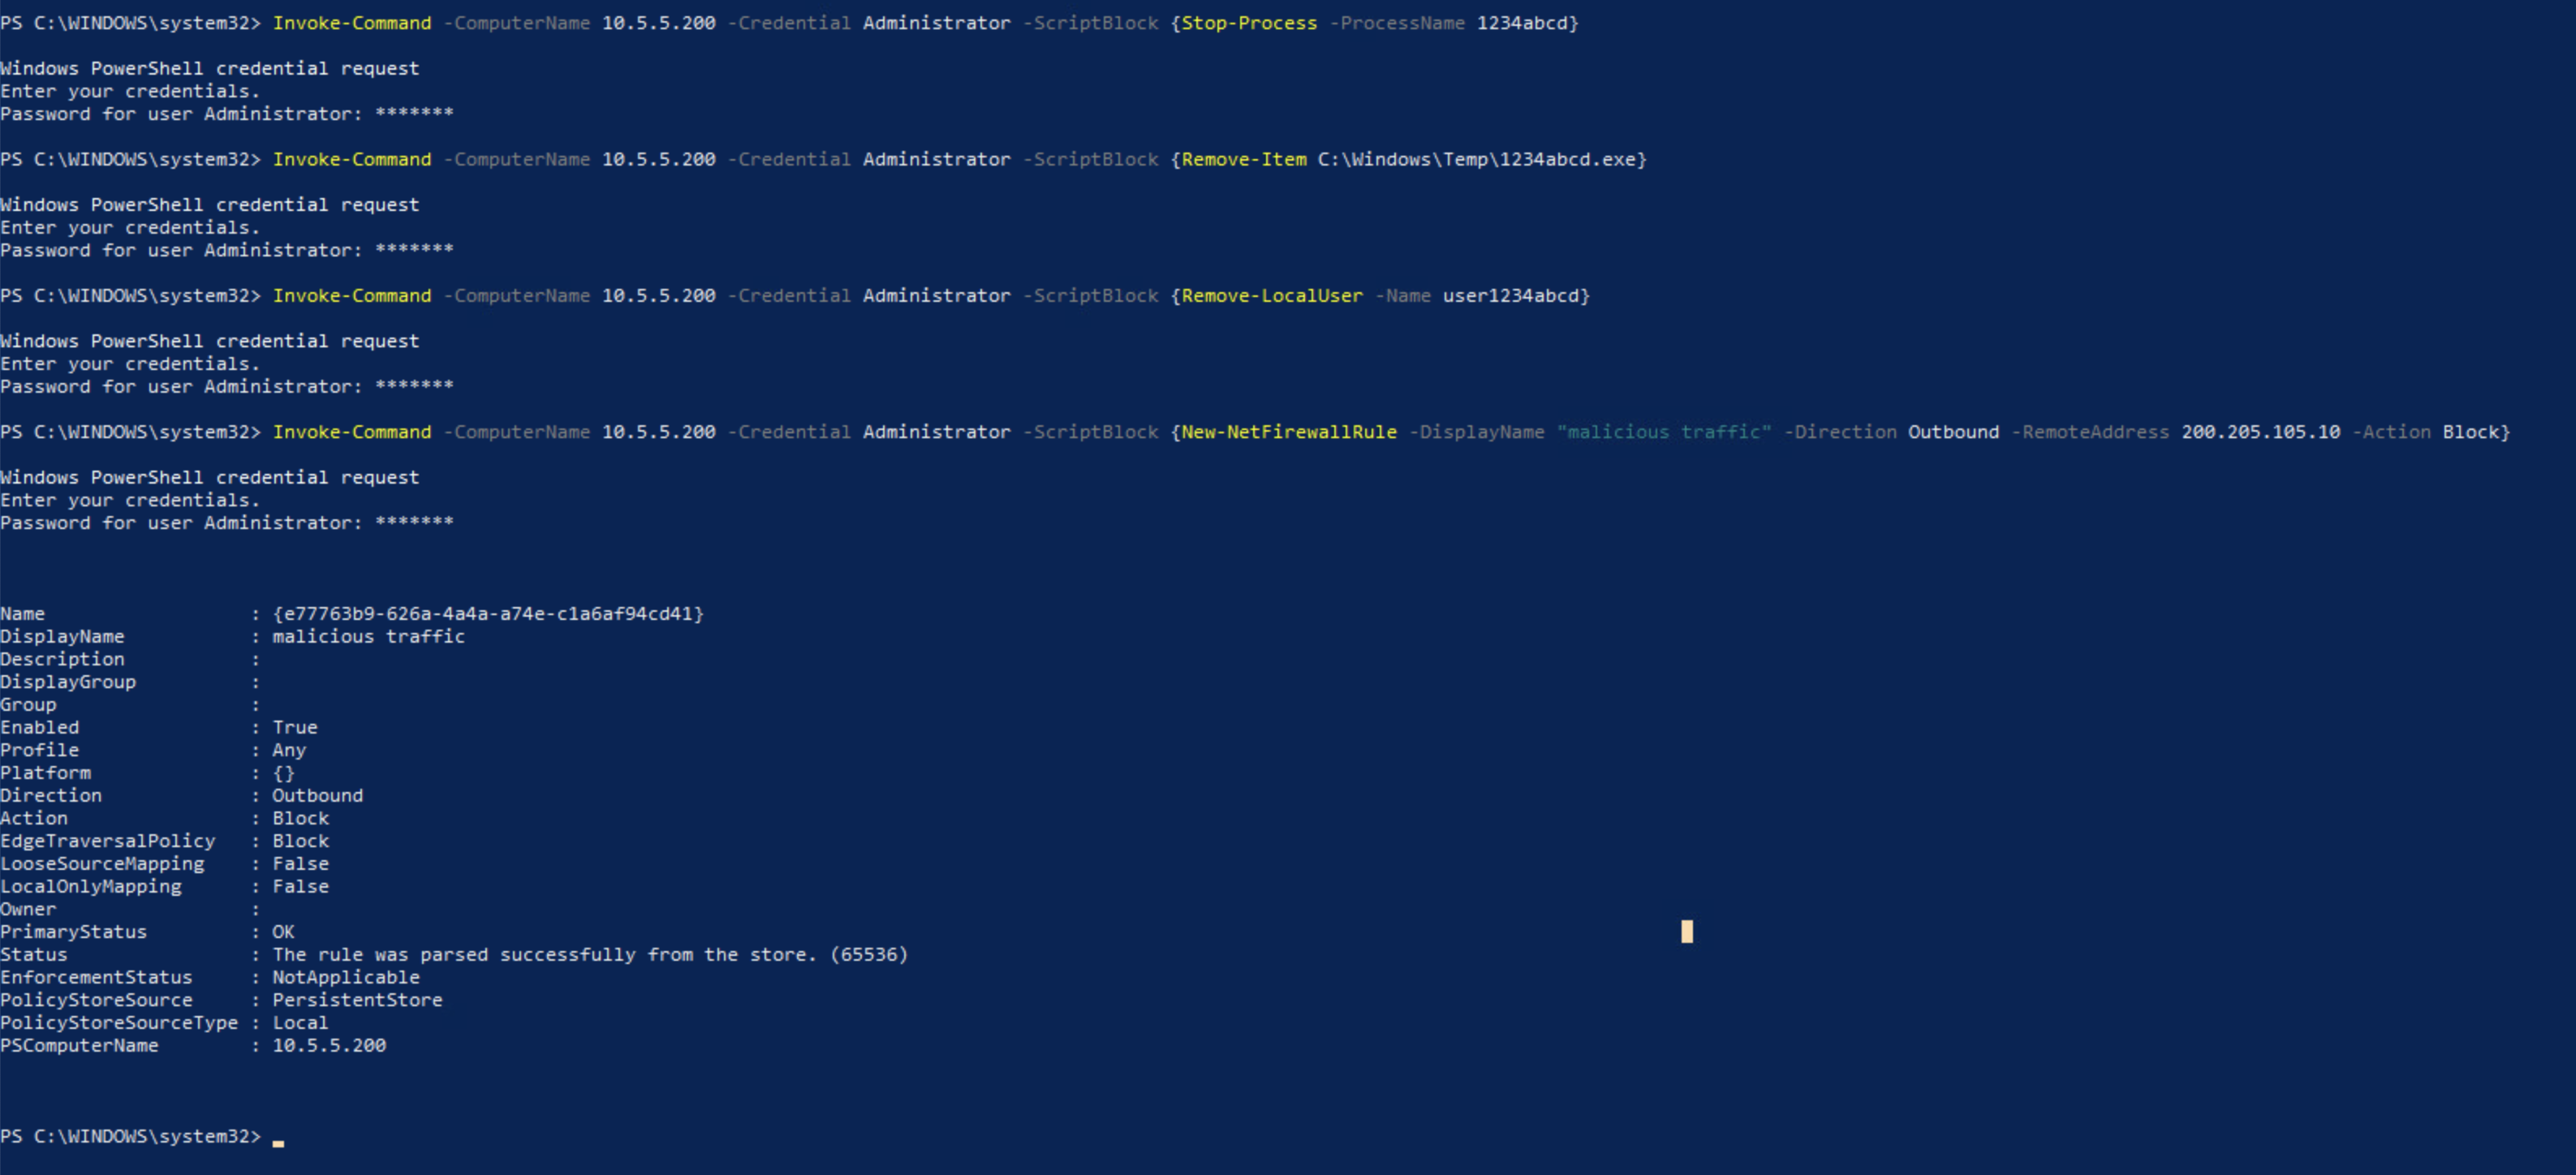 PS C:\WINDOWS\system32> Invoke-Command -ComputerName 10.5.5.200 -Credential Administrator -ScriptBlock {Stop-Process -ProcessName 1234abcd}
Windows PowerShell credential request
Enter your credentials.
Password for user Administrator: *******
PS C:\WINDOWS\system32> Invoke-Command -ComputerName 10.5.5.200 -Credential Administrator -ScriptBlock {Remove-Item C:\Windows\Temp\1234abcd.exe}
Windows PowerShell credential request
Enter your credentials.
Password for user Administrator: *******
PS C:\WINDOWS\system32> Invoke-Command -ComputerName 10.5.5.200 -Credential Administrator -ScriptBlock {Remove-LocalUser -Name user1234abcd}
Windows PowerShell credential request
Enter your credentials.
Password for user Administrator: *******
PS C:\WINDOWS\system32> Invoke-Command -ComputerName 10.5.5.200 -Credential Administrator -ScriptBlock {New-NetFirewallRule -DisplayName "malicious traffic" -Direction Outbound -RemoteAddress 200.205.105.10 -Action Block}
Windows PowerShell credential request
Enter your credentials.
Password for user Administrator: *******
Name                  : {e77763b9-626a-4a4a-a74e-c1a6af94cd41}
DisplayName           : malicious traffic
Description           :
DisplayGroup          :
Group                 :
Enabled               : True
Profile               : Any
Platform              : {}
Direction             : Outbound
Action                : Block
EdgeTraversalPolicy   : Block
LooseSourceMapping    : False
LocalOnlyMapping      : False
Owner                 :
PrimaryStatus         : OK
Status                : The rule was parsed successfully from the store. (65536)
EnforcementStatus     : NotApplicable
PolicyStoreSource     : PersistentStore
PolicyStoreSourceType : Local
PSComputerName        : 10.5.5.200
PS C:\WINDOWS\system32>